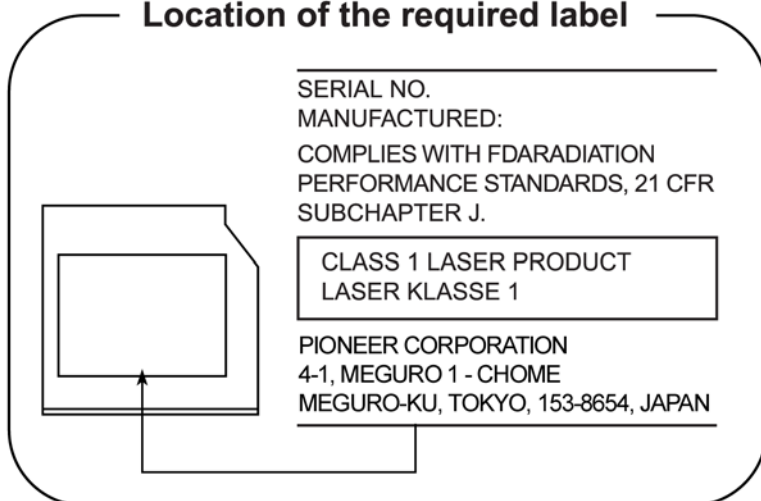 Location of the required label
SERIAL NO.
MANUFACTURED:
COMPLIES WITH FDARADIATION
PERFORMANCE STANDARDS, 21 CFR
SUBCHAPTER J.
CLASS 1 LASER PRODUCT
LASER KLASSE 1
PIONEER CORPORATION
4-1, MEGURO 1 - CHOME
MEGURO-KU, TOKYO, 153-8654, JAPAN